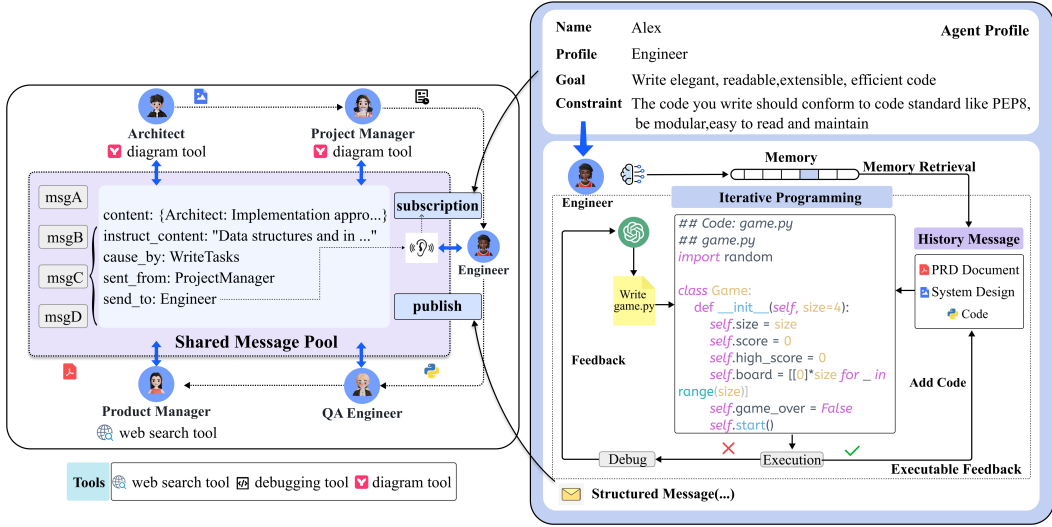 Architect
diagram tool
Project Manager
diagram tool
msgA
msgB
msgC
msgD
content: {Architect: Implementation appro...}
instruct_content: "Data structures and in ..."
cause_by: WriteTasks
sent_from: ProjectManager
send_to: Engineer
subscription
publish
Engineer
Shared Message Pool
Product Manager
web search tool
QA Engineer
Tools
web search tool
debugging tool
diagram tool
Agent Profile
Name Alex
Profile Engineer
Goal Write elegant, readable,extensible, efficient code
Constraint The code you write should conform to code standard like PEP8,
be modular,easy to read and maintain
Engineer
Memory
Memory Retrieval
Iterative Programming
Write
game.py
## Code: game.py
## game.py
import random
class Game:
def __init__(self, size=4):
self.size = size
self.score = 0
self.high_score = 0
self.board = [[0]*size for _ in
range(size)]
self.game_over = False
self.start()
History Message
PRD Document
System Design
Code
Feedback
Add Code
Debug
Execution
Executable Feedback
Structured Message(...)